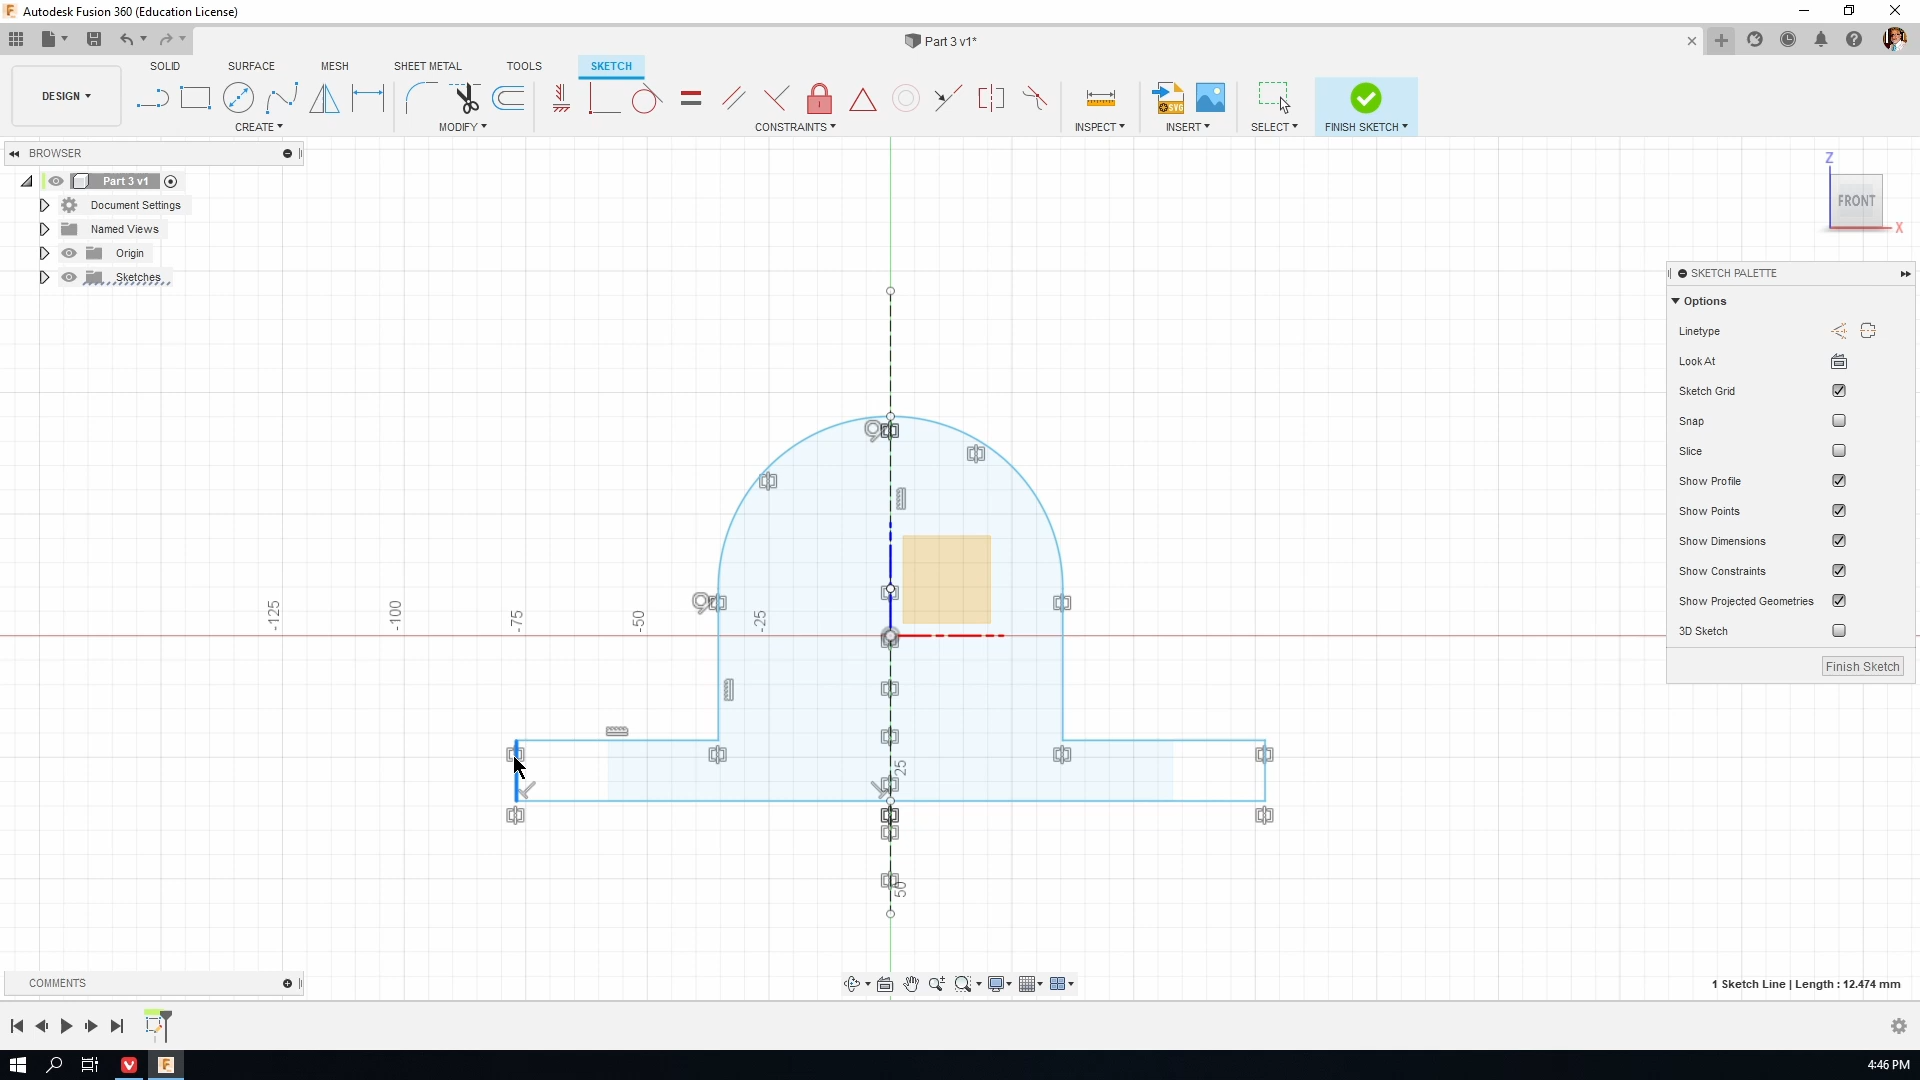 Autodesk Fusion 360 (Education License)
Part 3 v1*
SOLID SURFACE MESH SHEET METAL TOOLS SKETCH
DESIGN
CREATE MODIFY CONSTRAINTS INSPECT INSERT SELECT FINISH SKETCH
SVG
BROWSER
Part 3 v1
Document Settings
Named Views
Origin
Sketches
Z
FRONT
X
SKETCH PALETTE
Options
Linetype
Look At
Sketch Grid
Snap
Slice
Show Profile
Show Points
Show Dimensions
Show Constraints
Show Projected Geometries
3D Sketch
Finish Sketch
-125
-100
-75
-50
-25
25
50
COMMENTS
1 Sketch Line | Length : 12.474 mm
4:46 PM